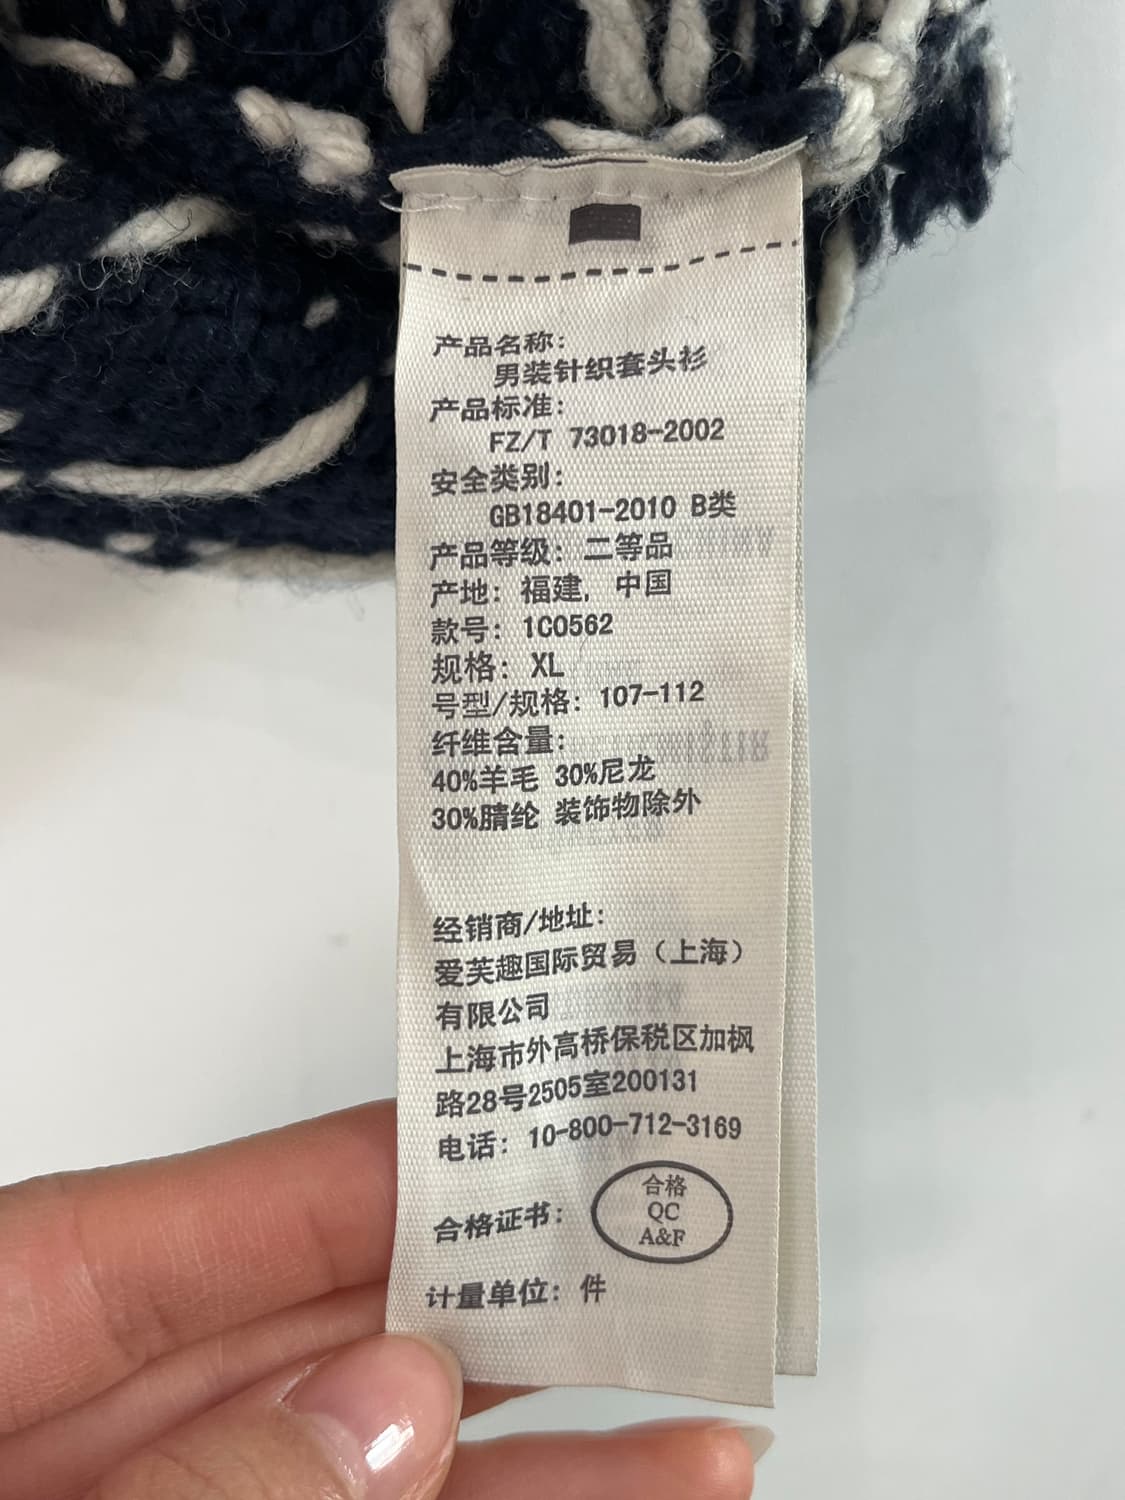 产品名称：
男装针织套头衫
产品标准：
FZ/T 73018-2002
安全类别：
GB18401-2010 B类
产品等级：二等品
产地：福建， 中国
款号：1C0562
规格：XL
号型/规格：107-112
纤维含量：
40%羊毛 30%尼龙
30%腈纶 装饰物除外
经销商/地址：
爱芙趣国际贸易（上海）
有限公司
上海市外高桥保税区加枫
路28号2505室200131
电话：10-800-712-3169
合格证书：
合格
QC
A&F
计量单位：件